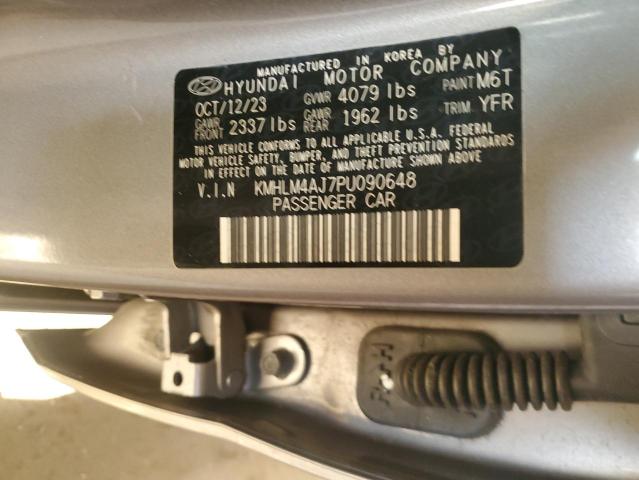 MANUFACTURED IN KOREA BY
HYUNDAI MOTOR COMPANY
OCT/12/23 GVWR 4079 lbs PAINT M6T
GAWR FRONT 2337 lbs GAWR REAR 1962 lbs TRIM YFR
THIS VEHICLE CONFORMS TO ALL APPLICABLE U.S.A. FEDERAL
MOTOR VEHICLE SAFETY, BUMPER, AND THEFT PREVENTION STANDARDS
IN EFFECT ON THE DATE OF MANUFACTURE SHOWN ABOVE.
V.I.N KMHLM4AJ7PU090648
PASSENGER CAR